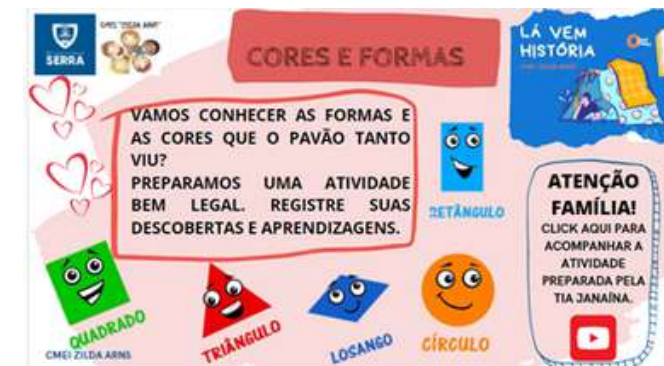 SERRA
CMEI "ZILDA ARNS"
CORES E FORMAS
LÁ VEM
HISTÓRIA
VAMOS CONHECER AS FORMAS E
AS CORES QUE O PAVÃO TANTO
VIU?
PREPARAMOS UMA ATIVIDADE
BEM LEGAL. REGISTRE SUAS
DESCOBERTAS E APRENDIZAGENS.
RETÂNGULO
ATENÇÃO
FAMÍLIA!
CLICK AQUI PARA
ACOMPANHAR A
ATIVIDADE
PREPARADA PELA
TIA JANAÍNA.
QUADRADO
TRIÂNGULO
LOSANGO
CÍRCULO
CMEI ZILDA ARNS